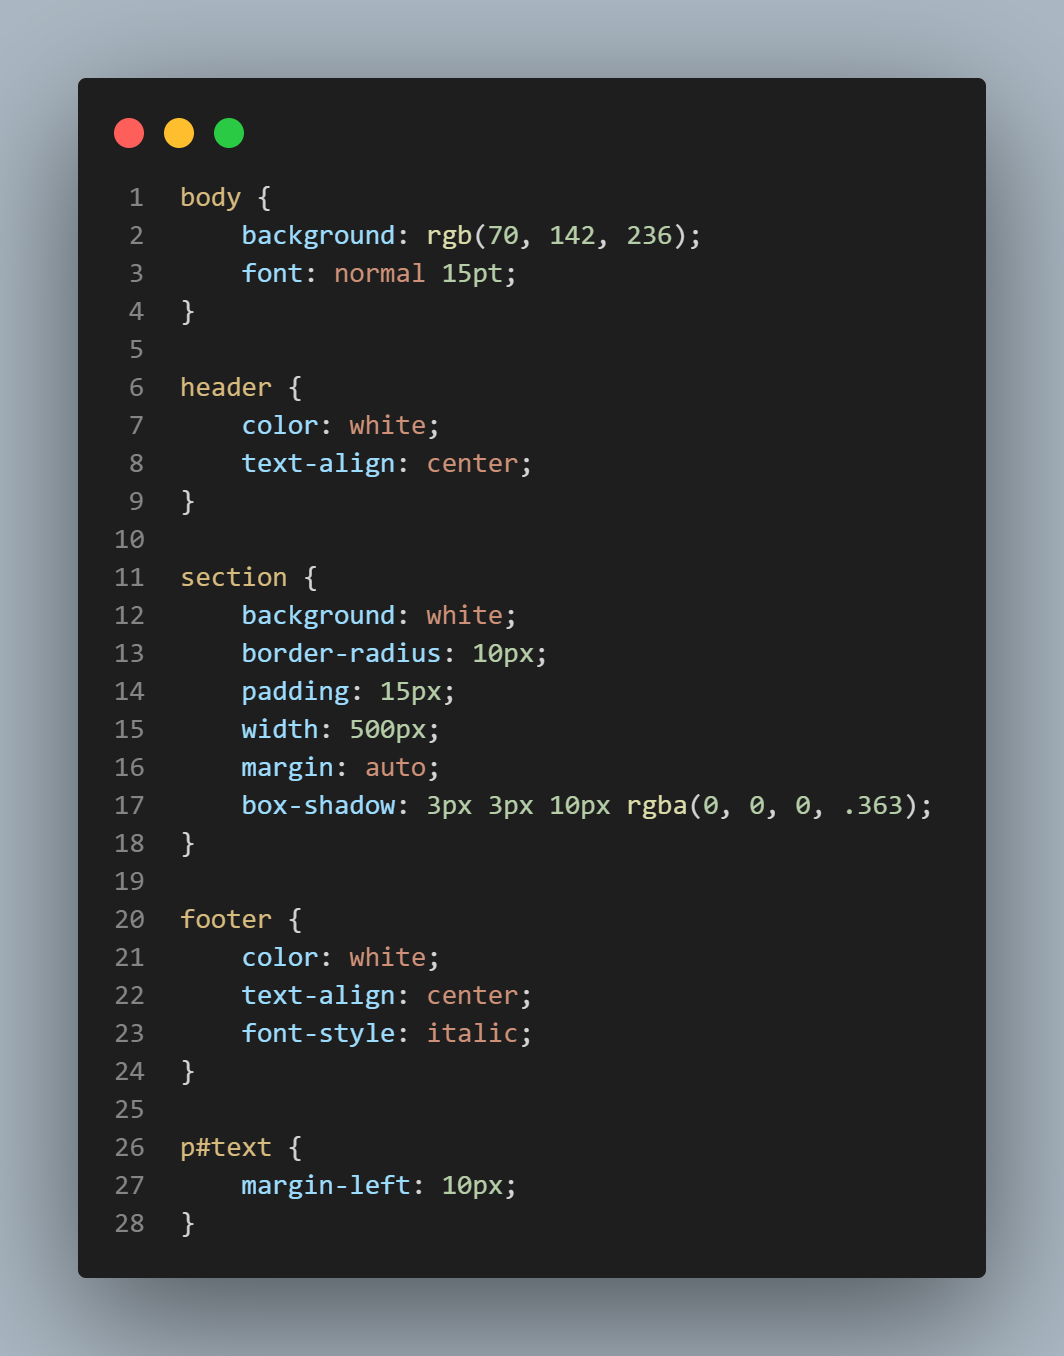 1 body {
2     background: rgb(70, 142, 236);
3     font: normal 15pt;
4 }
5
6 header {
7     color: white;
8     text-align: center;
9 }
10
11 section {
12     background: white;
13     border-radius: 10px;
14     padding: 15px;
15     width: 500px;
16     margin: auto;
17     box-shadow: 3px 3px 10px rgba(0, 0, 0, .363);
18 }
19
20 footer {
21     color: white;
22     text-align: center;
23     font-style: italic;
24 }
25
26 p#text {
27     margin-left: 10px;
28 }